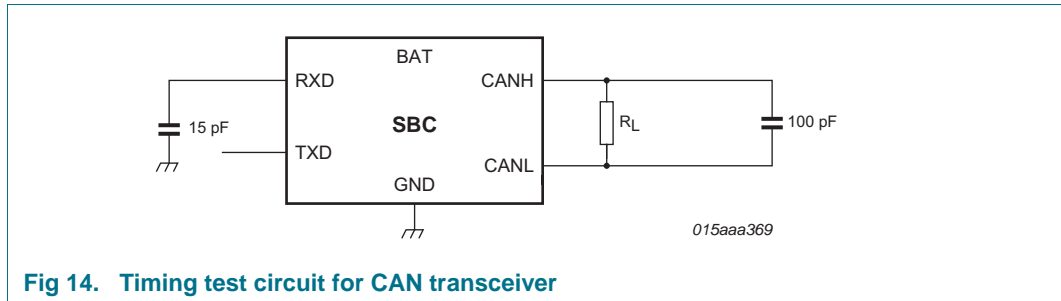 BAT
RXD
CANH
SBC
15 pF
RL
100 pF
TXD
CANL
GND
015aaa369
Fig 14. Timing test circuit for CAN transceiver